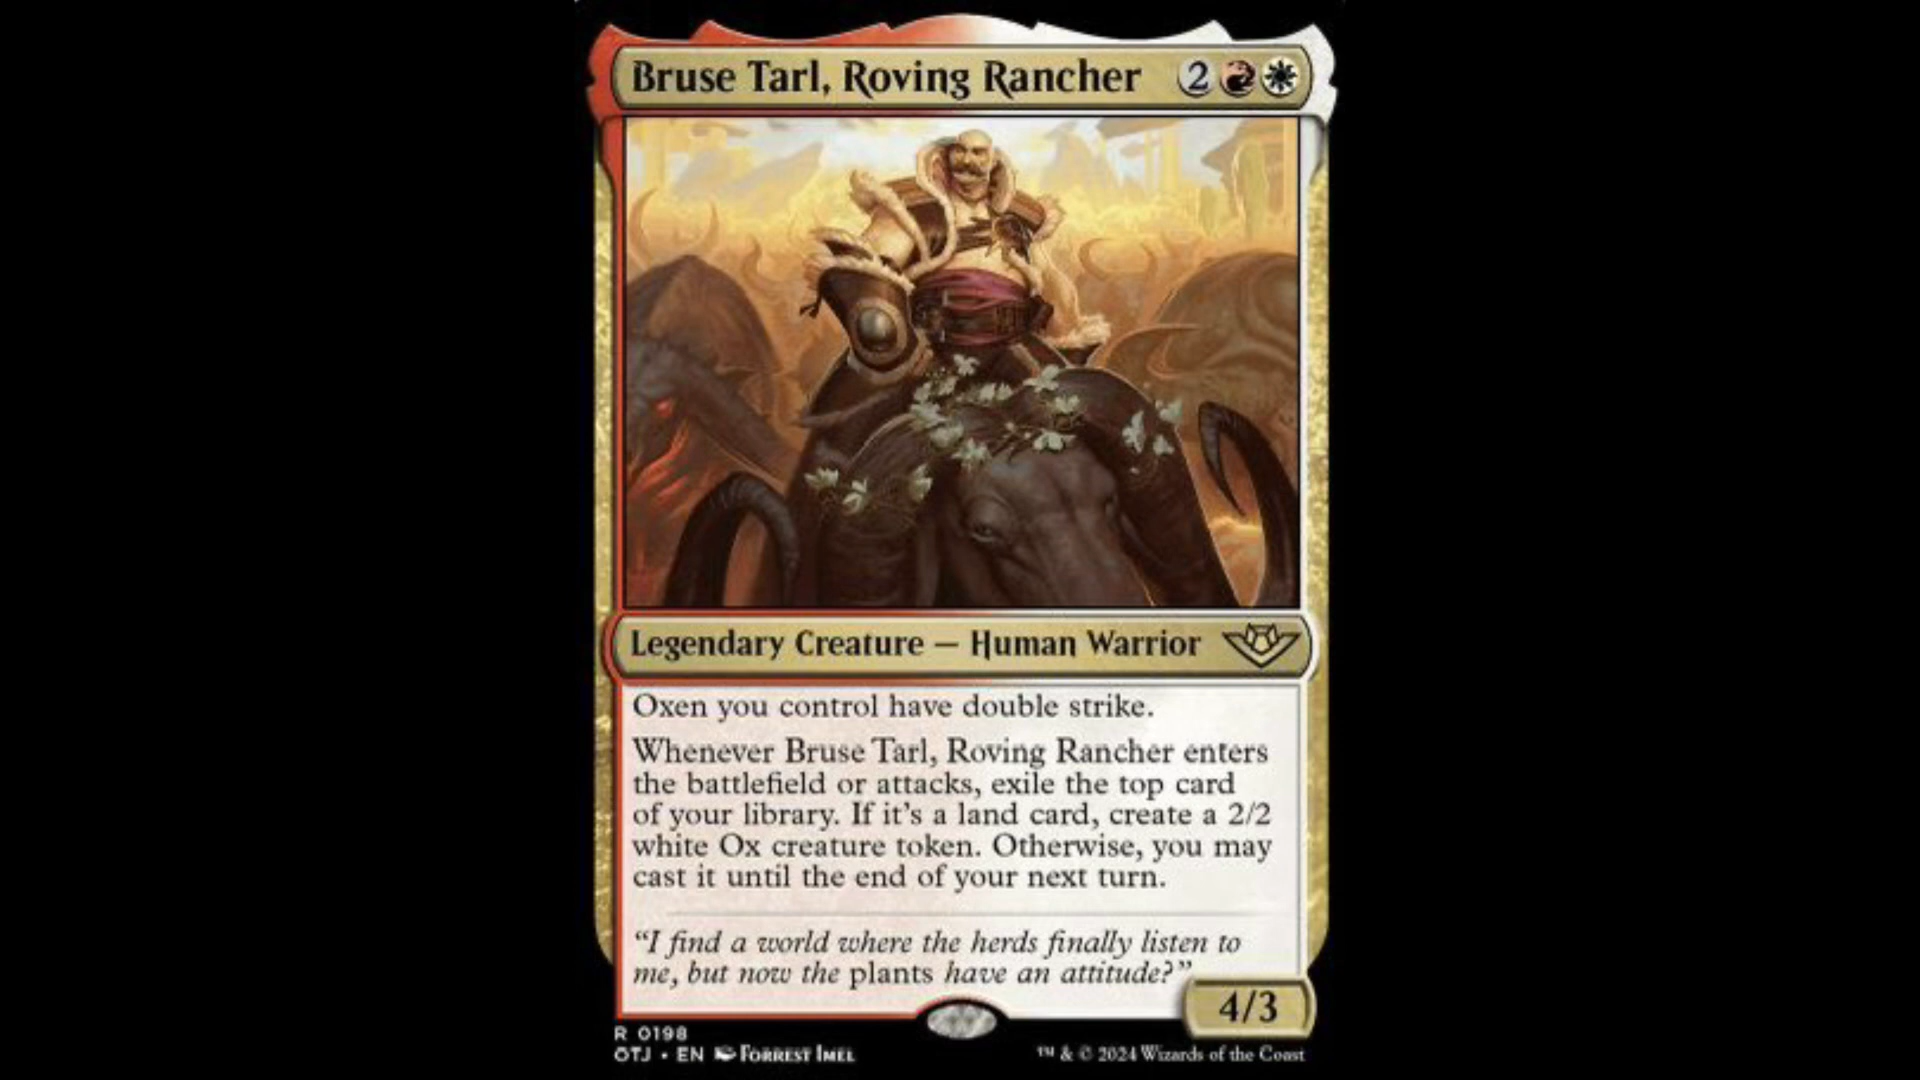 Bruse Tarl, Roving Rancher 2
Legendary Creature — Human Warrior
Oxen you control have double strike.
Whenever Bruse Tarl, Roving Rancher enters
the battlefield or attacks, exile the top card
of your library. If it's a land card, create a 2/2
white Ox creature token. Otherwise, you may
cast it until the end of your next turn.
“I find a world where the herds finally listen to
me, but now the plants have an attitude?”
4/3
R 0198
OTJ • EN Forrest Imel
™ & © 2024 Wizards of the Coast